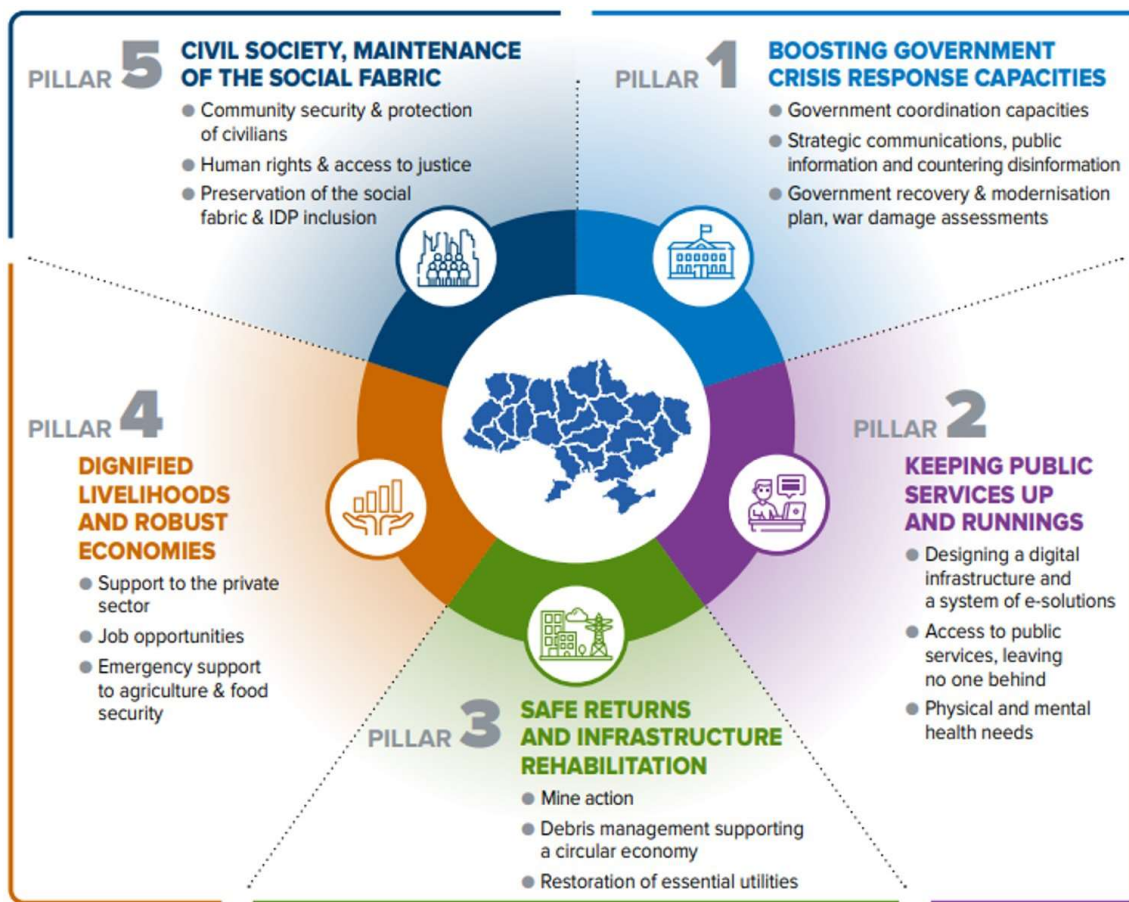 PILLAR 5
CIVIL SOCIETY, MAINTENANCE
OF THE SOCIAL FABRIC
● Community security & protection
of civilians
● Human rights & access to justice
● Preservation of the social
fabric & IDP inclusion
PILLAR 1
BOOSTING GOVERNMENT
CRISIS RESPONSE CAPACITIES
● Government coordination capacities
● Strategic communications, public
information and countering disinformation
● Government recovery & modernisation
plan, war damage assessments
PILLAR 4
DIGNIFIED
LIVELIHOODS
AND ROBUST
ECONOMIES
● Support to the private
sector
● Job opportunities
● Emergency support
to agriculture & food
security
PILLAR 2
KEEPING PUBLIC
SERVICES UP
AND RUNNINGS
● Designing a digital
infrastructure and
a system of e-solutions
● Access to public
services, leaving
no one behind
● Physical and mental
health needs
PILLAR 3
SAFE RETURNS
AND INFRASTRUCTURE
REHABILITATION
● Mine action
● Debris management supporting
a circular economy
● Restoration of essential utilities